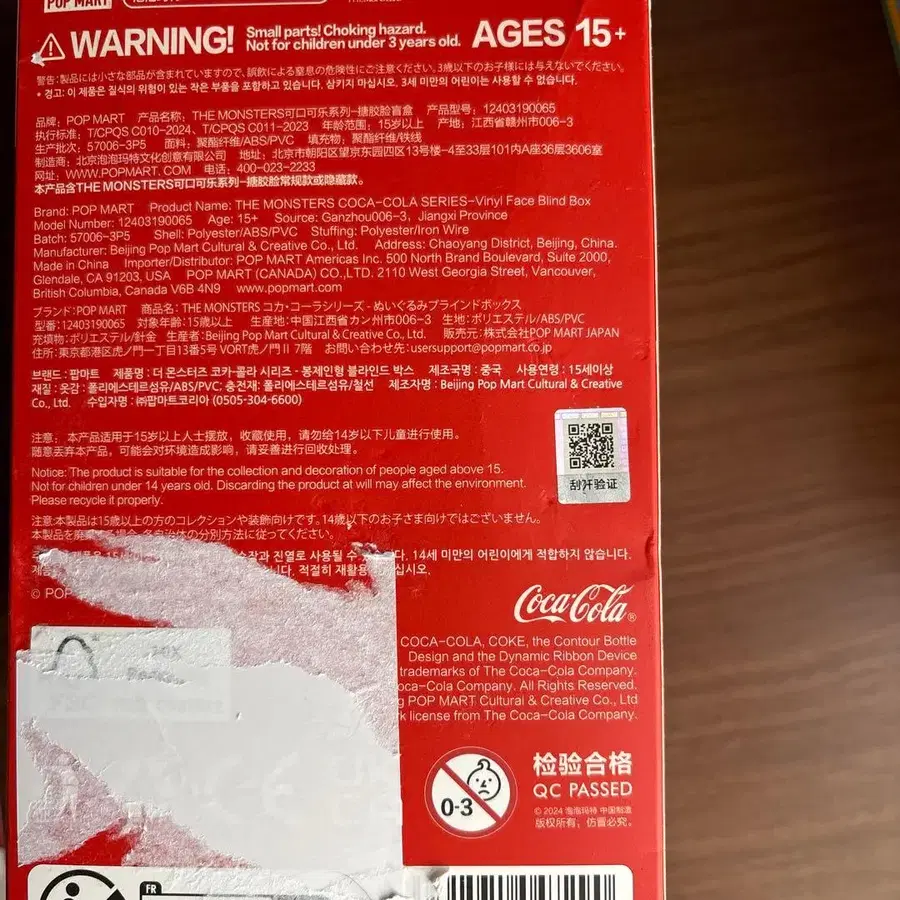 POP MART
WARNING!
Small parts! Choking hazard.
Not for children under 3 years old.
AGES 15+
警告:製品には小さな部品が含まれていますので、誤飲による窒息の危険性にご注意ください。3歳以下のお子様には与えないでください。
* 경고: 이 제품은 질식의 위험이 있는 작은 부품을 포함하고 있습니다. 삼키지 마십시오. 3세 미만의 어린이는 사용할 수 없습니다.
品牌：POP MART 产品名称：THE MONSTERS可口可乐系列-搪胶脸盲盒 产品型号：12403190065
执行标准：T/CPQS C010-2024、T/CPQS C011-2023 年龄范围：15岁以上 产地：江西省赣州市006-3
生产批次：57006-3P5 面料：聚酯纤维/ABS/PVC 填充物：聚酯纤维/铁线
制造商：北京泡泡玛特文化创意有限公司 地址：北京市朝阳区望京东园四区13号楼-4至33层101内A座36层3606室
网址：WWW.POPMART.COM 电话：400-023-2233
本产品含THE MONSTERS可口可乐系列-搪胶脸常规款或隐藏款。
Brand: POP MART Product Name: THE MONSTERS COCA-COLA SERIES-Vinyl Face Blind Box
Model Number: 12403190065 Age: 15+ Source: Ganzhou006-3, Jiangxi Province
Batch: 57006-3P5 Shell: Polyester/ABS/PVC Stuffing: Polyester/Iron Wire
Manufacturer: Beijing Pop Mart Cultural & Creative Co., Ltd. Address: Chaoyang District, Beijing, China.
Made in China Importer/Distributor: POP MART Americas Inc. 500 North Brand Boulevard, Suite 2000,
Glendale, CA 91203, USA POP MART (CANADA) CO.,LTD. 2110 West Georgia Street, Vancouver,
British Columbia, Canada V6B 4N9 www.popmart.com
ブランド：POP MART 商品名：THE MONSTERS コカ・コーラシリーズ - ぬいぐるみブラインドボックス
型番：12403190065 対象年齢：15歳以上 生産地：中国江西省カン州市006-3 生地：ポリエステル/ABS/PVC
充填物：ポリエステル/針金 生産者：Beijing Pop Mart Cultural & Creative Co., Ltd. 販売元：株式会社POP MART JAPAN
住所：東京都港区虎ノ門一丁目13番5号 VORT虎ノ門Ⅱ 7階 お問い合わせ先：usersupport@popmart.co.jp
브랜드 : 팝마트 제품명 : 더 몬스터즈 코카-콜라 시리즈 - 봉제인형 블라인드 박스 제조국명 : 중국 사용연령 : 15세이상
재질 : 옷감 : 폴리에스테르섬유/ABS/PVC; 충전재: 폴리에스테르섬유/철선 제조자명 : Beijing Pop Mart Cultural & Creative
Co., Ltd. 수입자명 : ㈜팝마트코리아 (0505-304-6600)
注意：本产品适用于15岁以上人士摆放，收藏使用，请勿给14岁以下儿童进行使用。
随意丢弃本产品，可能会对环境造成影响，请妥善进行回收处理。
Notice: The product is suitable for the collection and decoration of people aged above 15.
Not for children under 14 years old. Discarding the product at will may affect the environment.
Please recycle it properly.
刮开验证
注意:本製品は15歳以上の方のコレクションや装飾向けです。14歳以下のお子さま向けではございません。
本製品を廃棄する場合、各自治体の分別方法に従ってください。
진열로 사용될 수 14세 미만의 어린이에게 적합하지 않습니다.
적절히 재활용
© POP
Coca-Cola®
COCA-COLA, COKE, the Contour Bottle
Design and the Dynamic Ribbon Device
trademarks of The Coca-Cola Company.
oca-Cola Company. All Rights Reserved.
POP MART Cultural & Creative Co., Ltd
license from The Coca-Cola Company.
0-3
检验合格
QC PASSED
© 2024 泡泡玛特 中国制造
版权所有，仿冒必究。
FR